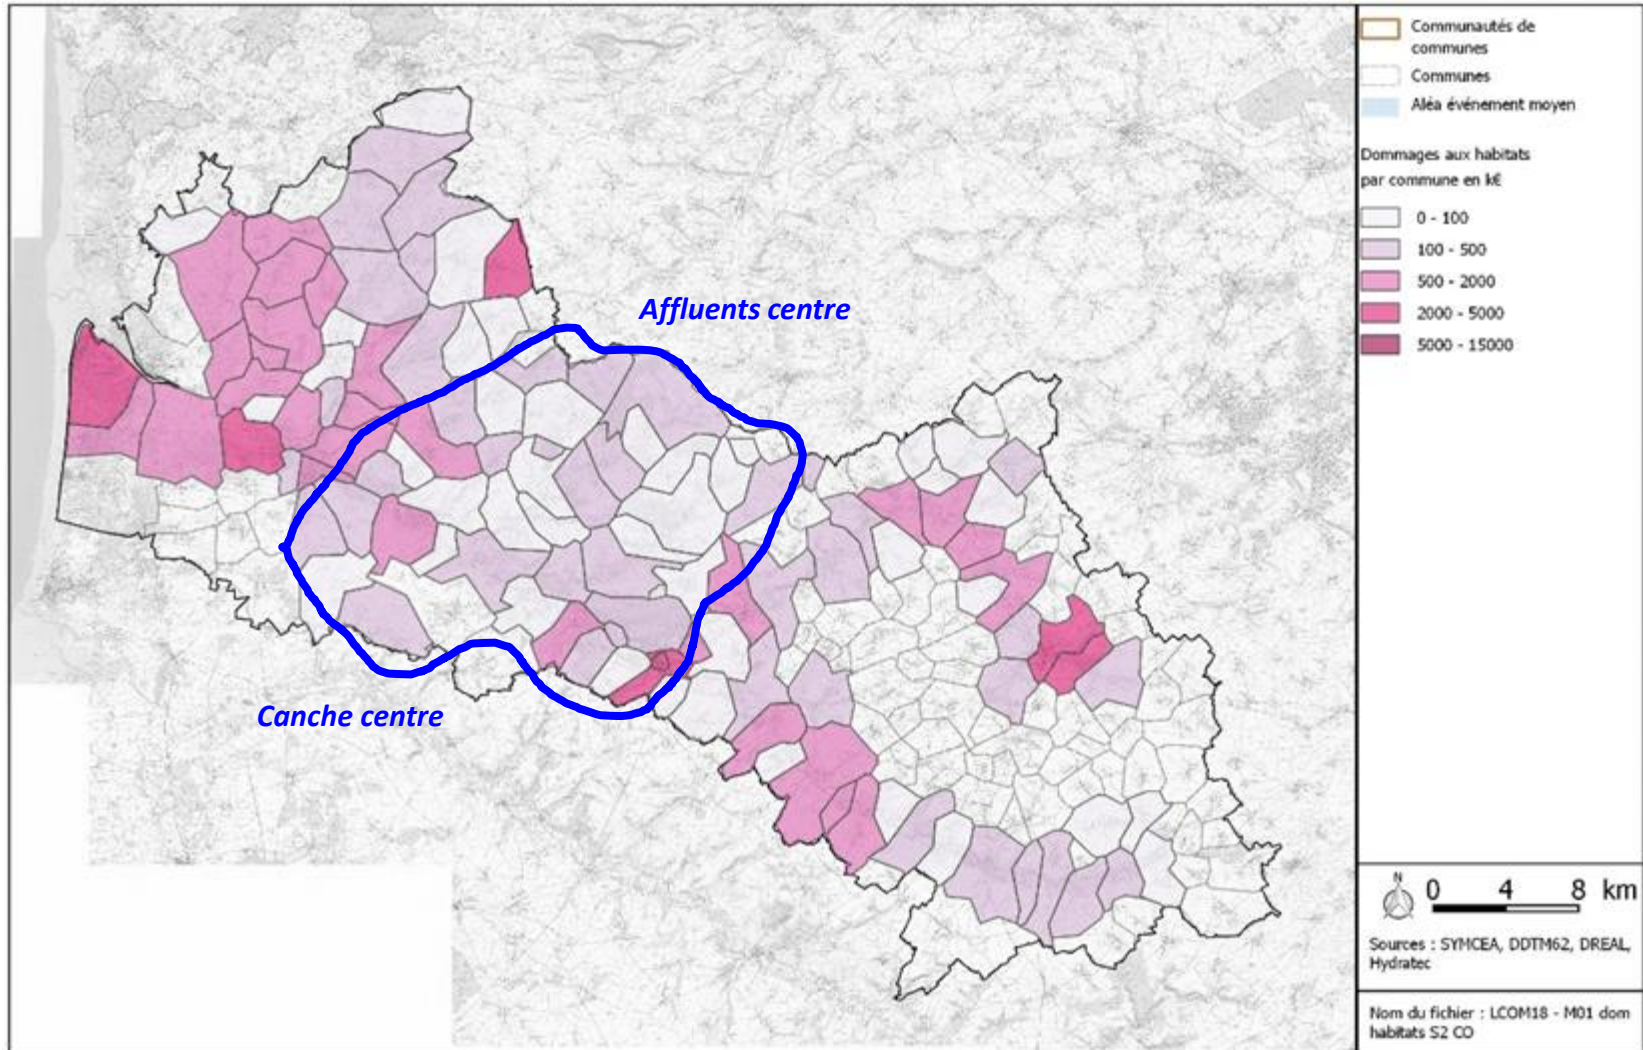 Communautés de
communes
Communes
Aléa événement moyen
Dommages aux habitats
par commune en k€
0 - 100
100 - 500
500 - 2000
2000 - 5000
5000 - 15000
Affluents centre
Canche centre
N
0 4 8 km
Sources : SYMCEA, DDTM62, DREAL,
Hydratec
Nom du fichier : LCOM18 - M01 dom
habitats S2 CO